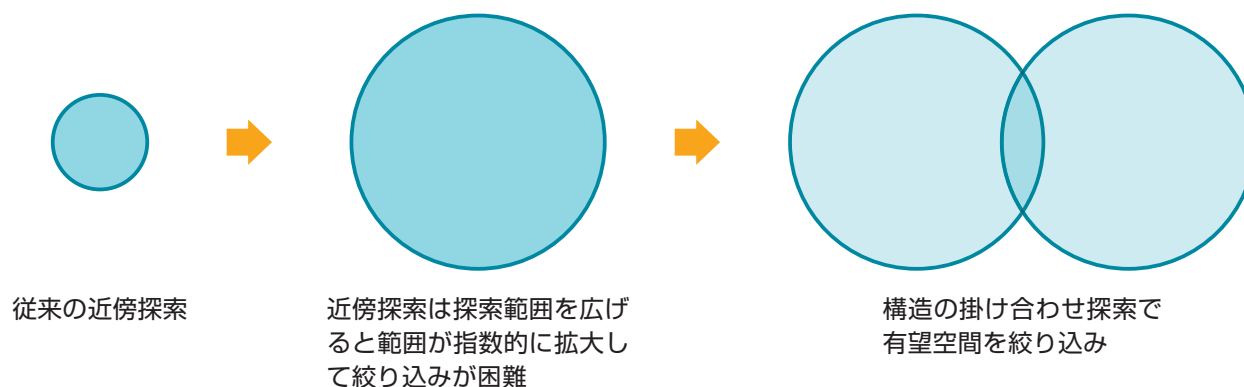 従来の近傍探索
近傍探索は探索範囲を広げ
ると範囲が指数的に拡大し
て絞り込みが困難
構造の掛け合わせ探索で
有望空間を絞り込み